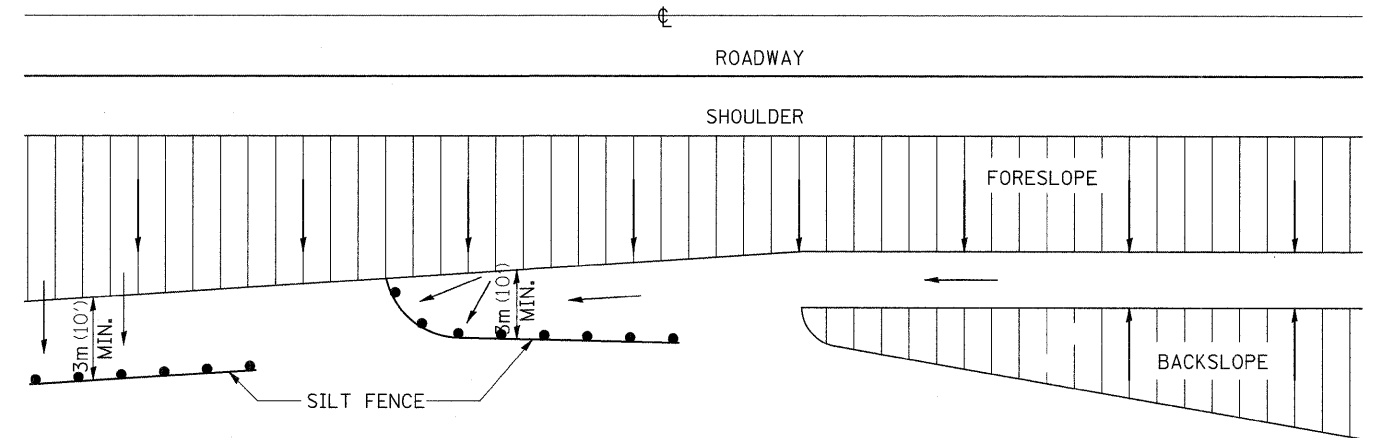 ℄
ROADWAY
SHOULDER
FORESLOPE
3m (10')
MIN.
3m (10')
MIN.
BACKSLOPE
SILT FENCE